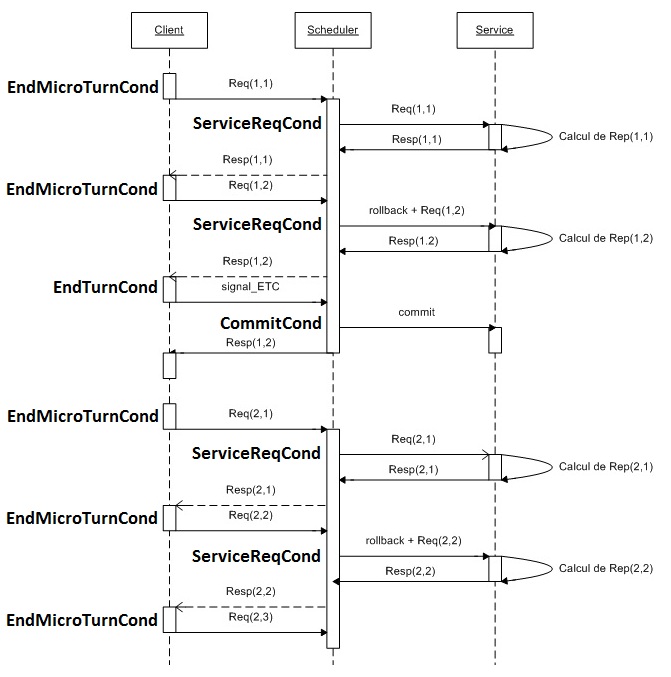 Client
Scheduler
Service
EndMicroTurnCond
Req(1,1)
ServiceReqCond
Req(1,1)
Resp(1,1)
Calcul de Rep(1,1)
Resp(1,1)
EndMicroTurnCond
Req(1,2)
ServiceReqCond
rollback + Req(1,2)
Resp(1.2)
Calcul de Rep(1,2)
Resp(1,2)
EndTurnCond
signal_ETC
CommitCond
commit
Resp(1,2)
EndMicroTurnCond
Req(2,1)
ServiceReqCond
Req(2,1)
Resp(2,1)
Calcul de Rep(2,1)
Resp(2,1)
EndMicroTurnCond
Req(2,2)
ServiceReqCond
rollback + Req(2,2)
Resp(2,2)
Calcul de Rep(2,2)
Resp(2,2)
EndMicroTurnCond
Req(2,3)